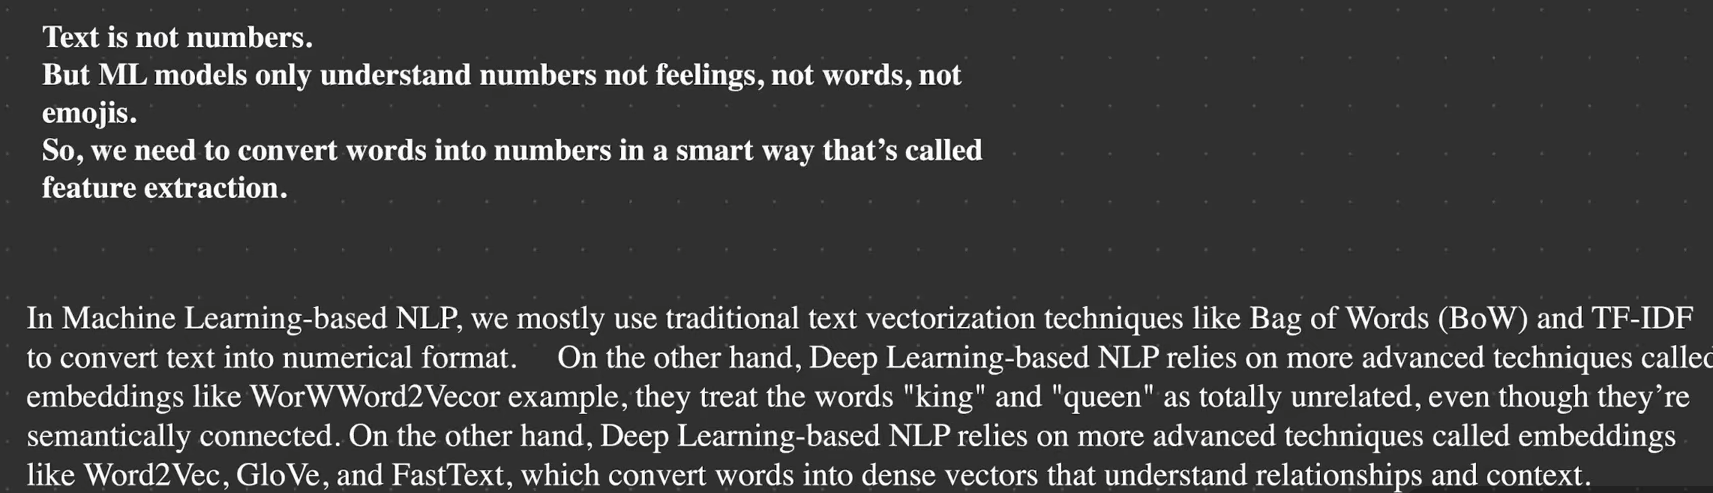 Text is not numbers.
But ML models only understand numbers not feelings, not words, not
emojis.
So, we need to convert words into numbers in a smart way that’s called
feature extraction.
In Machine Learning-based NLP, we mostly use traditional text vectorization techniques like Bag of Words (BoW) and TF-IDF
to convert text into numerical format. On the other hand, Deep Learning-based NLP relies on more advanced techniques called
embeddings like WorWWord2Vecor example, they treat the words "king" and "queen" as totally unrelated, even though they’re
semantically connected. On the other hand, Deep Learning-based NLP relies on more advanced techniques called embeddings
like Word2Vec, GloVe, and FastText, which convert words into dense vectors that understand relationships and context.